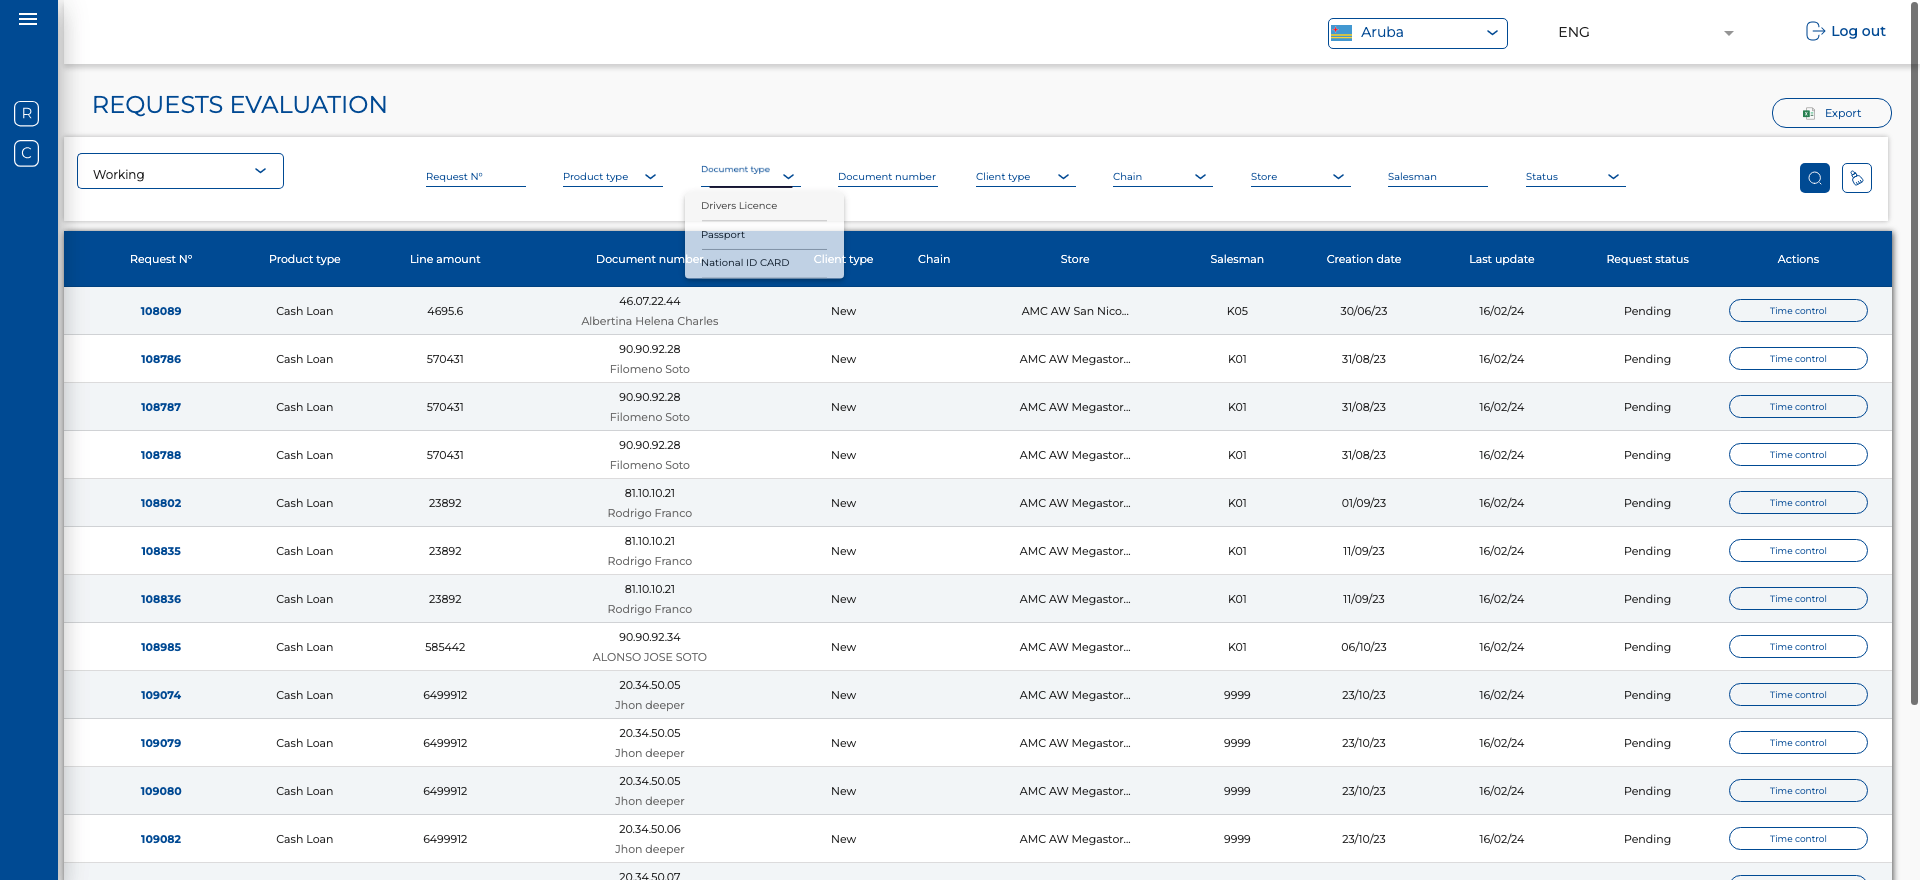 Aruba
ENG
Log out
R
C
REQUESTS EVALUATION
Export
Working
Request N°
Product type
Document type
Document number
Client type
Chain
Store
Salesman
Status
Drivers Licence
Passport
National ID CARD
Request N° Product type Line amount Document numbe Client type Chain Store Salesman Creation date Last update Request status Actions
108089 Cash Loan 4695.6 46.07.22.44 New AMC AW San Nico... K05 30/06/23 16/02/24 Pending Time control
Albertina Helena Charles
108786 Cash Loan 570431 90.90.92.28 New AMC AW Megastor... K01 31/08/23 16/02/24 Pending Time control
Filomeno Soto
108787 Cash Loan 570431 90.90.92.28 New AMC AW Megastor... K01 31/08/23 16/02/24 Pending Time control
Filomeno Soto
108788 Cash Loan 570431 90.90.92.28 New AMC AW Megastor... K01 31/08/23 16/02/24 Pending Time control
Filomeno Soto
108802 Cash Loan 23892 81.10.10.21 New AMC AW Megastor... K01 01/09/23 16/02/24 Pending Time control
Rodrigo Franco
108835 Cash Loan 23892 81.10.10.21 New AMC AW Megastor... K01 11/09/23 16/02/24 Pending Time control
Rodrigo Franco
108836 Cash Loan 23892 81.10.10.21 New AMC AW Megastor... K01 11/09/23 16/02/24 Pending Time control
Rodrigo Franco
108985 Cash Loan 585442 90.90.92.34 New AMC AW Megastor... K01 06/10/23 16/02/24 Pending Time control
ALONSO JOSE SOTO
109074 Cash Loan 6499912 20.34.50.05 New AMC AW Megastor... 9999 23/10/23 16/02/24 Pending Time control
Jhon deeper
109079 Cash Loan 6499912 20.34.50.05 New AMC AW Megastor... 9999 23/10/23 16/02/24 Pending Time control
Jhon deeper
109080 Cash Loan 6499912 20.34.50.05 New AMC AW Megastor... 9999 23/10/23 16/02/24 Pending Time control
Jhon deeper
109082 Cash Loan 6499912 20.34.50.06 New AMC AW Megastor... 9999 23/10/23 16/02/24 Pending Time control
Jhon deeper
20.34.50.07